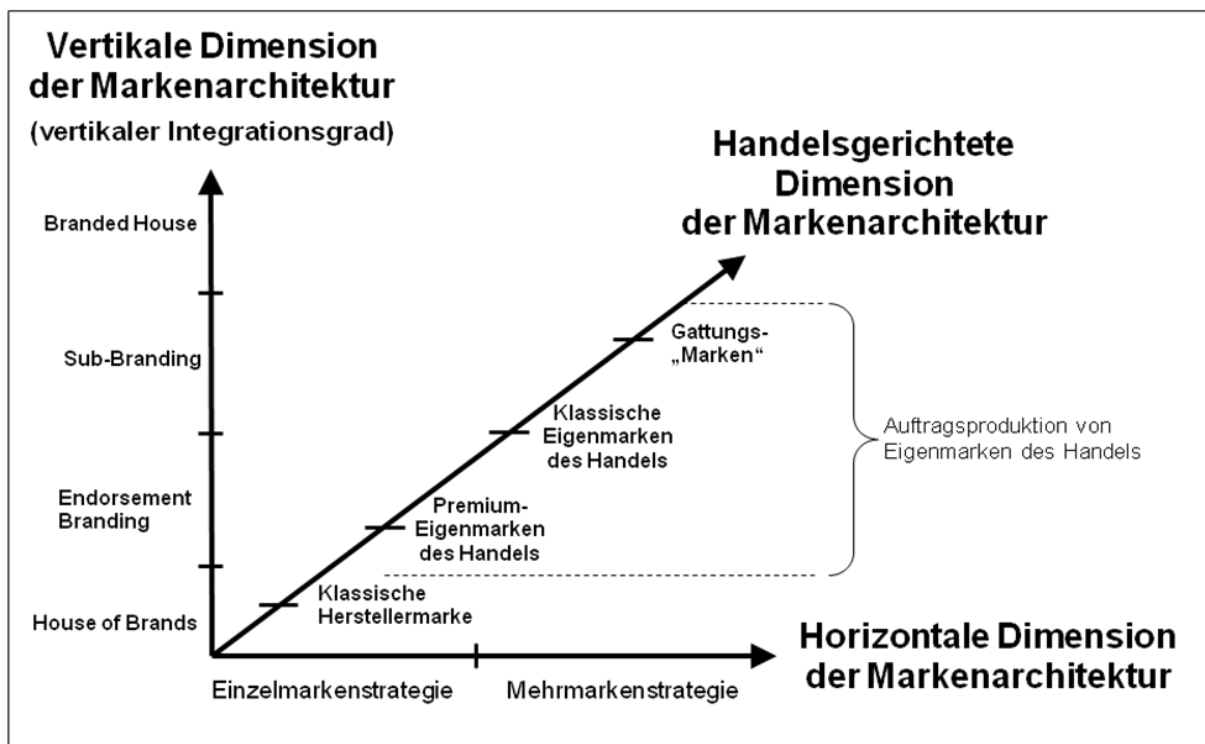 Vertikale Dimension
der Markenarchitektur
(vertikaler Integrationsgrad)
Handelsgerichtete
Dimension
der Markenarchitektur
Branded House
Sub-Branding
Endorsement
Branding
House of Brands
Gattungs-
„Marken“
Klassische
Eigenmarken
des Handels
Premium-
Eigenmarken
des Handels
Klassische
Herstellermarke
Auftragsproduktion von
Eigenmarken des Handels
Horizontale Dimension
der Markenarchitektur
Einzelmarkenstrategie
Mehrmarkenstrategie